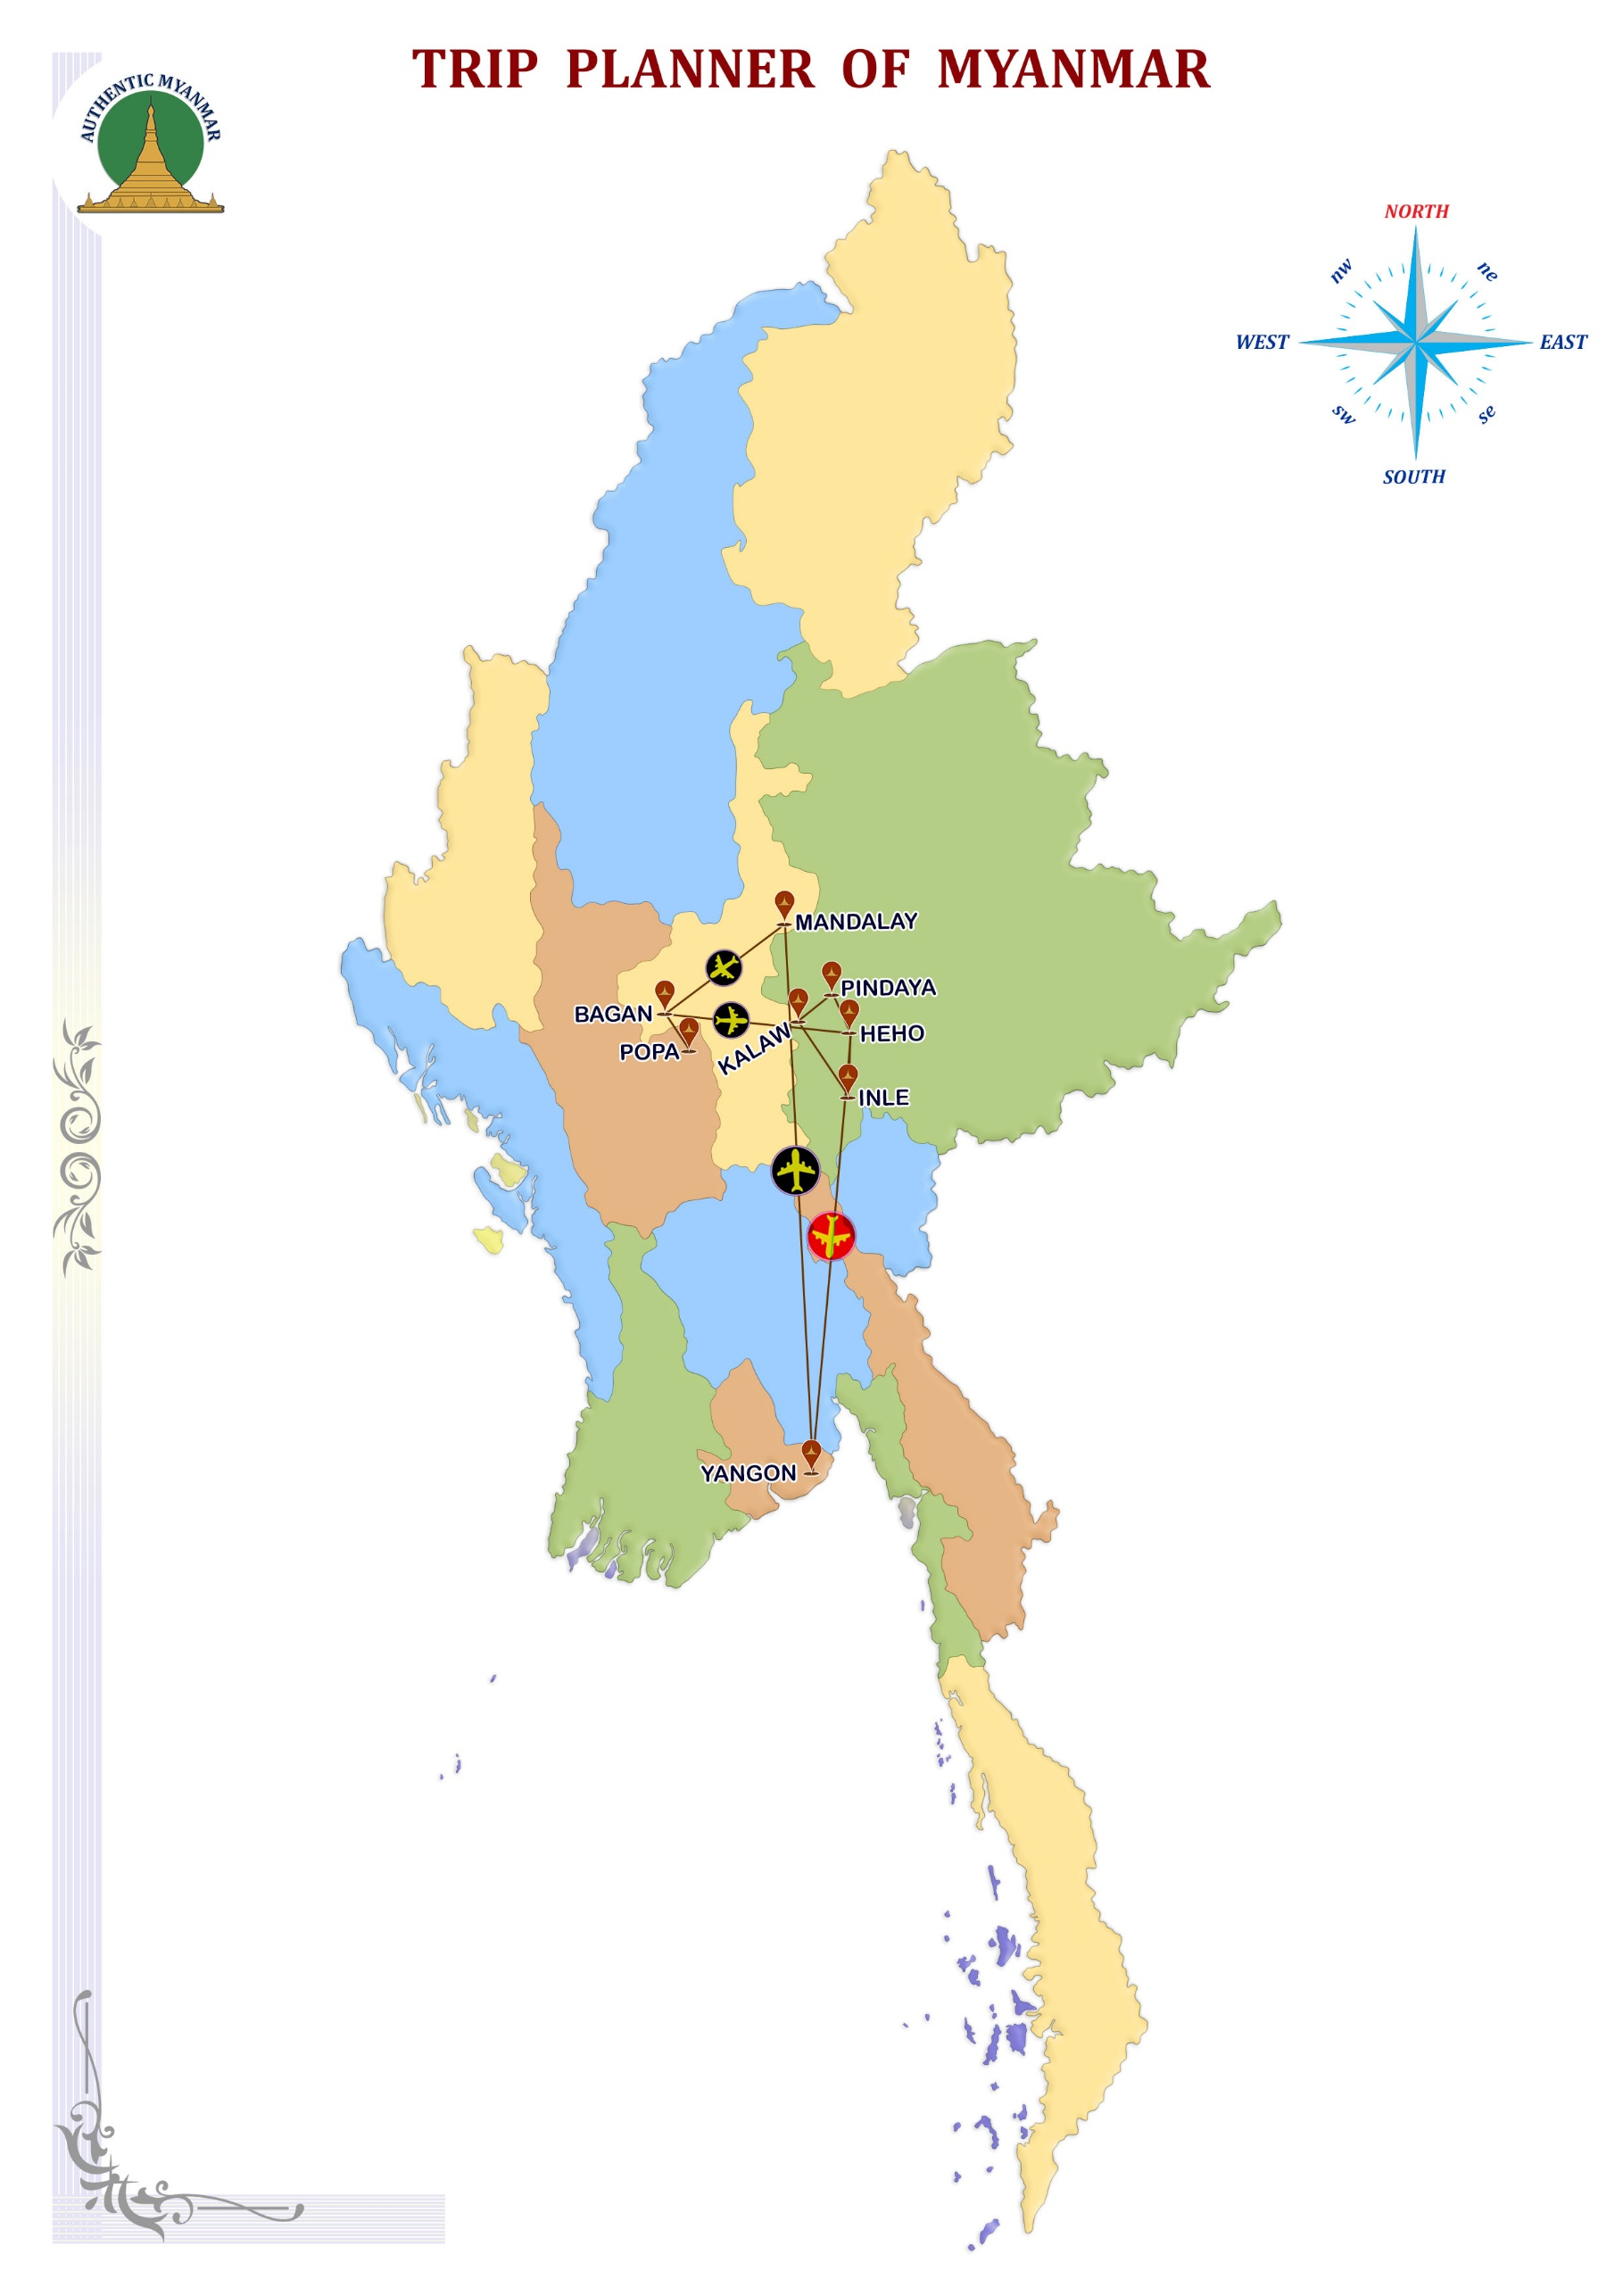 TRIP PLANNER OF MYANMAR
AUTHENTIC MYANMAR
NORTH
nw
ne
WEST
EAST
sw
se
SOUTH
MANDALAY
PINDAYA
BAGAN
HEHO
KALAW
POPA
INLE
YANGON